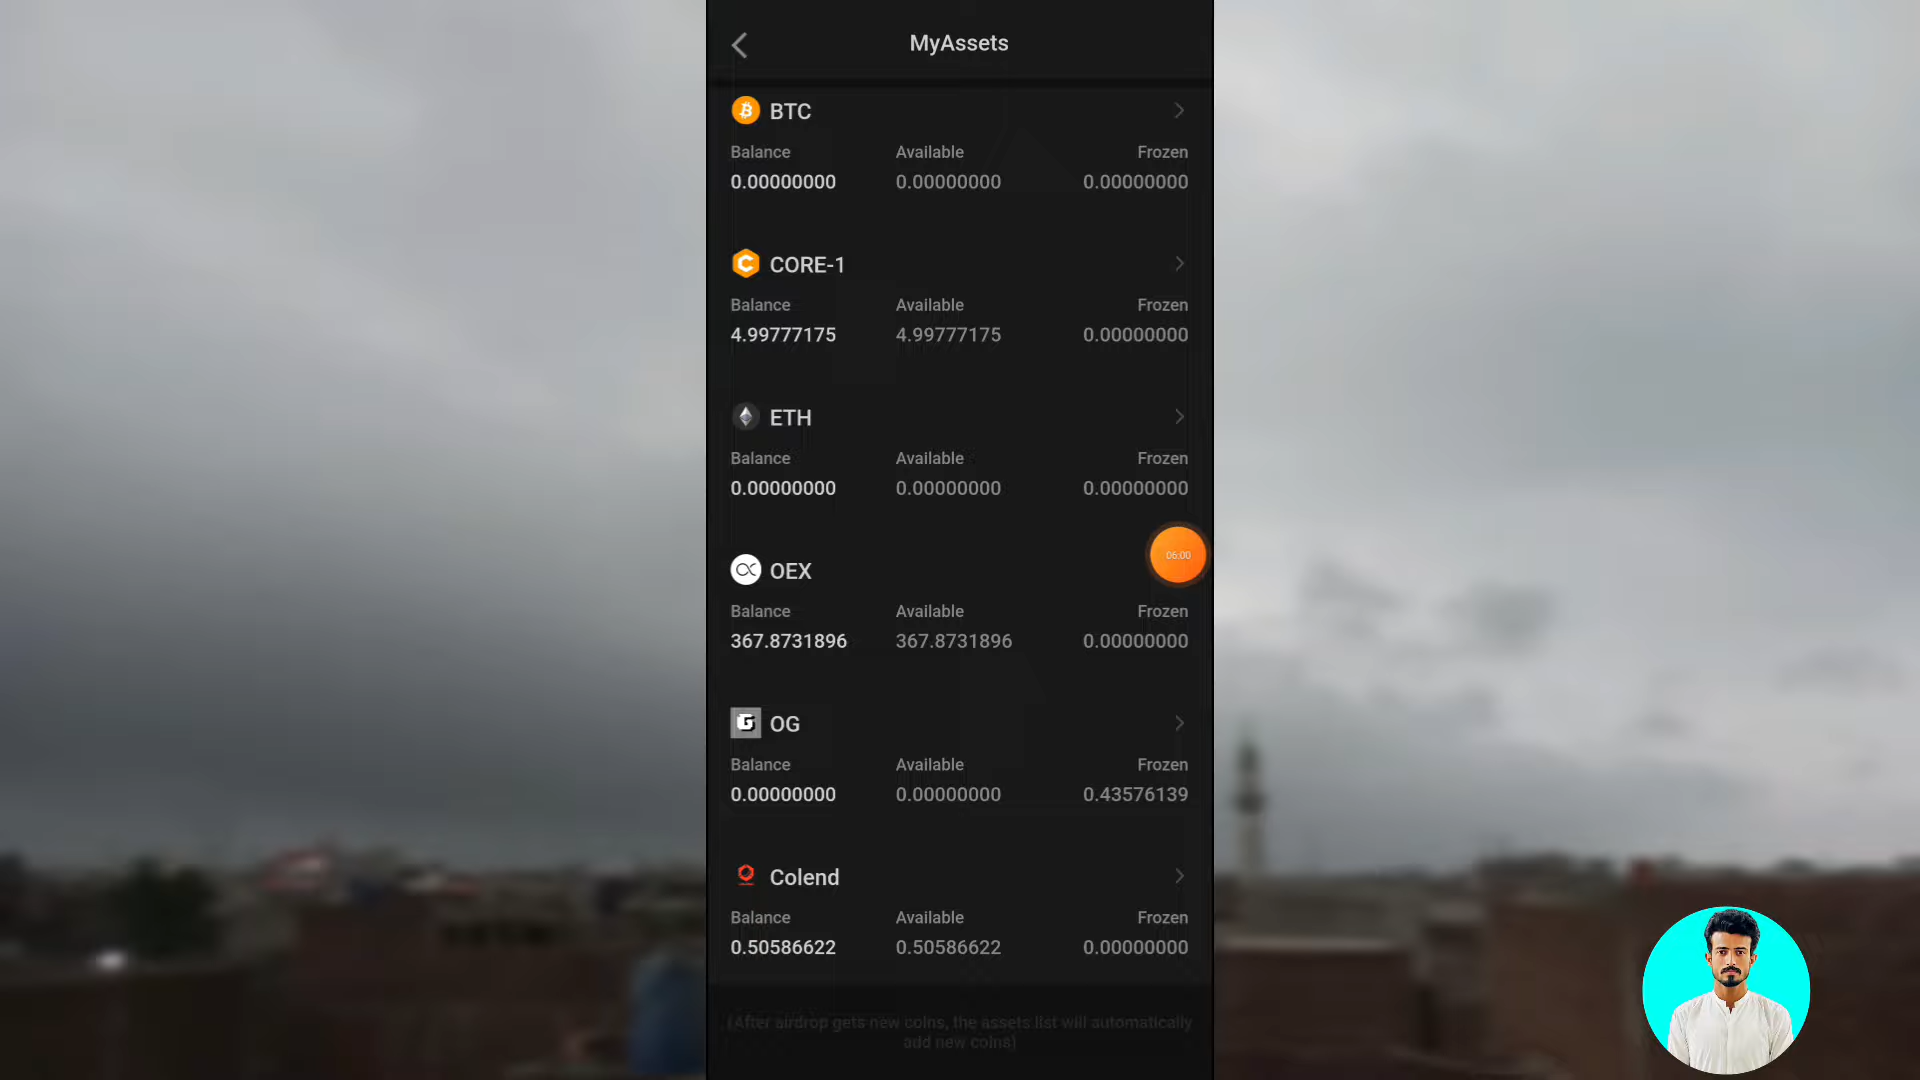 MyAssets
BTC
Balance Available Frozen
0.00000000 0.00000000 0.00000000
CORE-1
Balance Available Frozen
4.99777175 4.99777175 0.00000000
ETH
Balance Available Frozen
0.00000000 0.00000000 0.00000000
OEX
06:00
Balance Available Frozen
367.8731896 367.8731896 0.00000000
OG
Balance Available Frozen
0.00000000 0.00000000 0.43576139
Colend
Balance Available Frozen
0.50586622 0.50586622 0.00000000
(After airdrop gets new coins, the assets list will automatically
add new coins)